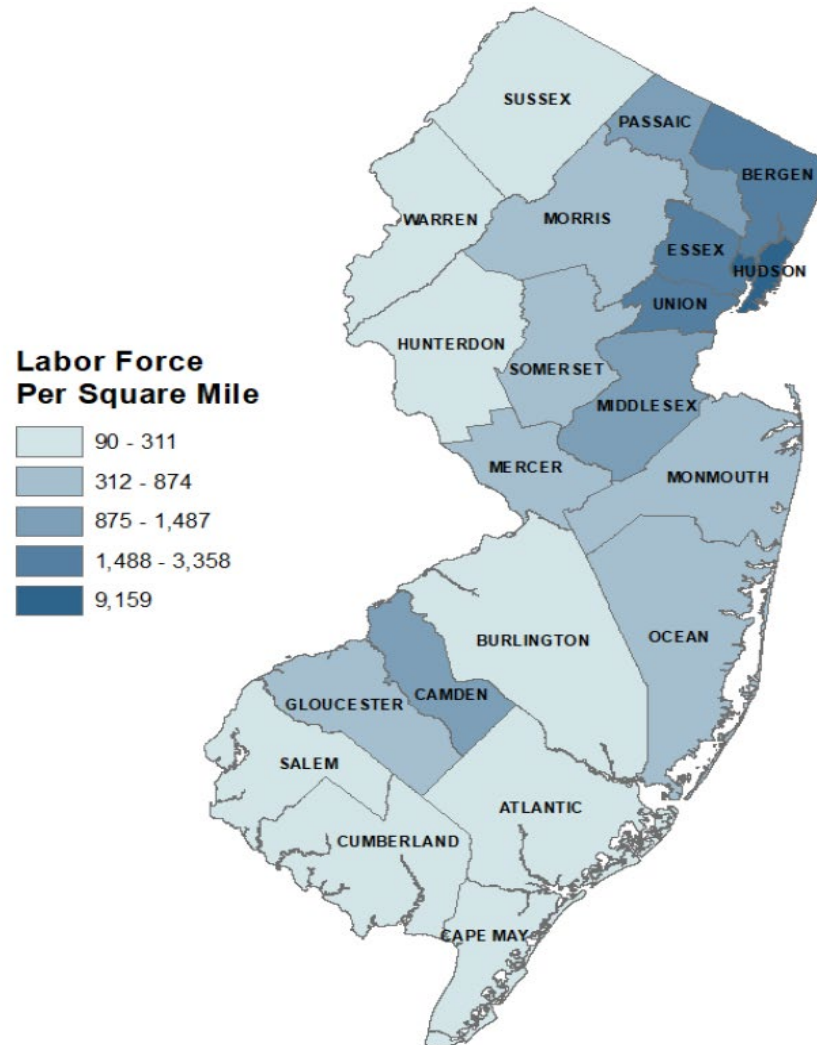 SUSSEX
PASSAIC
BERGEN
WARREN
MORRIS
ESSEX
HUDSON
UNION
HUNTERDON
SOMERSET
Labor Force
Per Square Mile
90 - 311
312 - 874
875 - 1,487
1,488 - 3,358
9,159
MIDDLESEX
MERCER
MONMOUTH
BURLINGTON
OCEAN
CAMDEN
GLOUCESTER
SALEM
ATLANTIC
CUMBERLAND
CAPE MAY